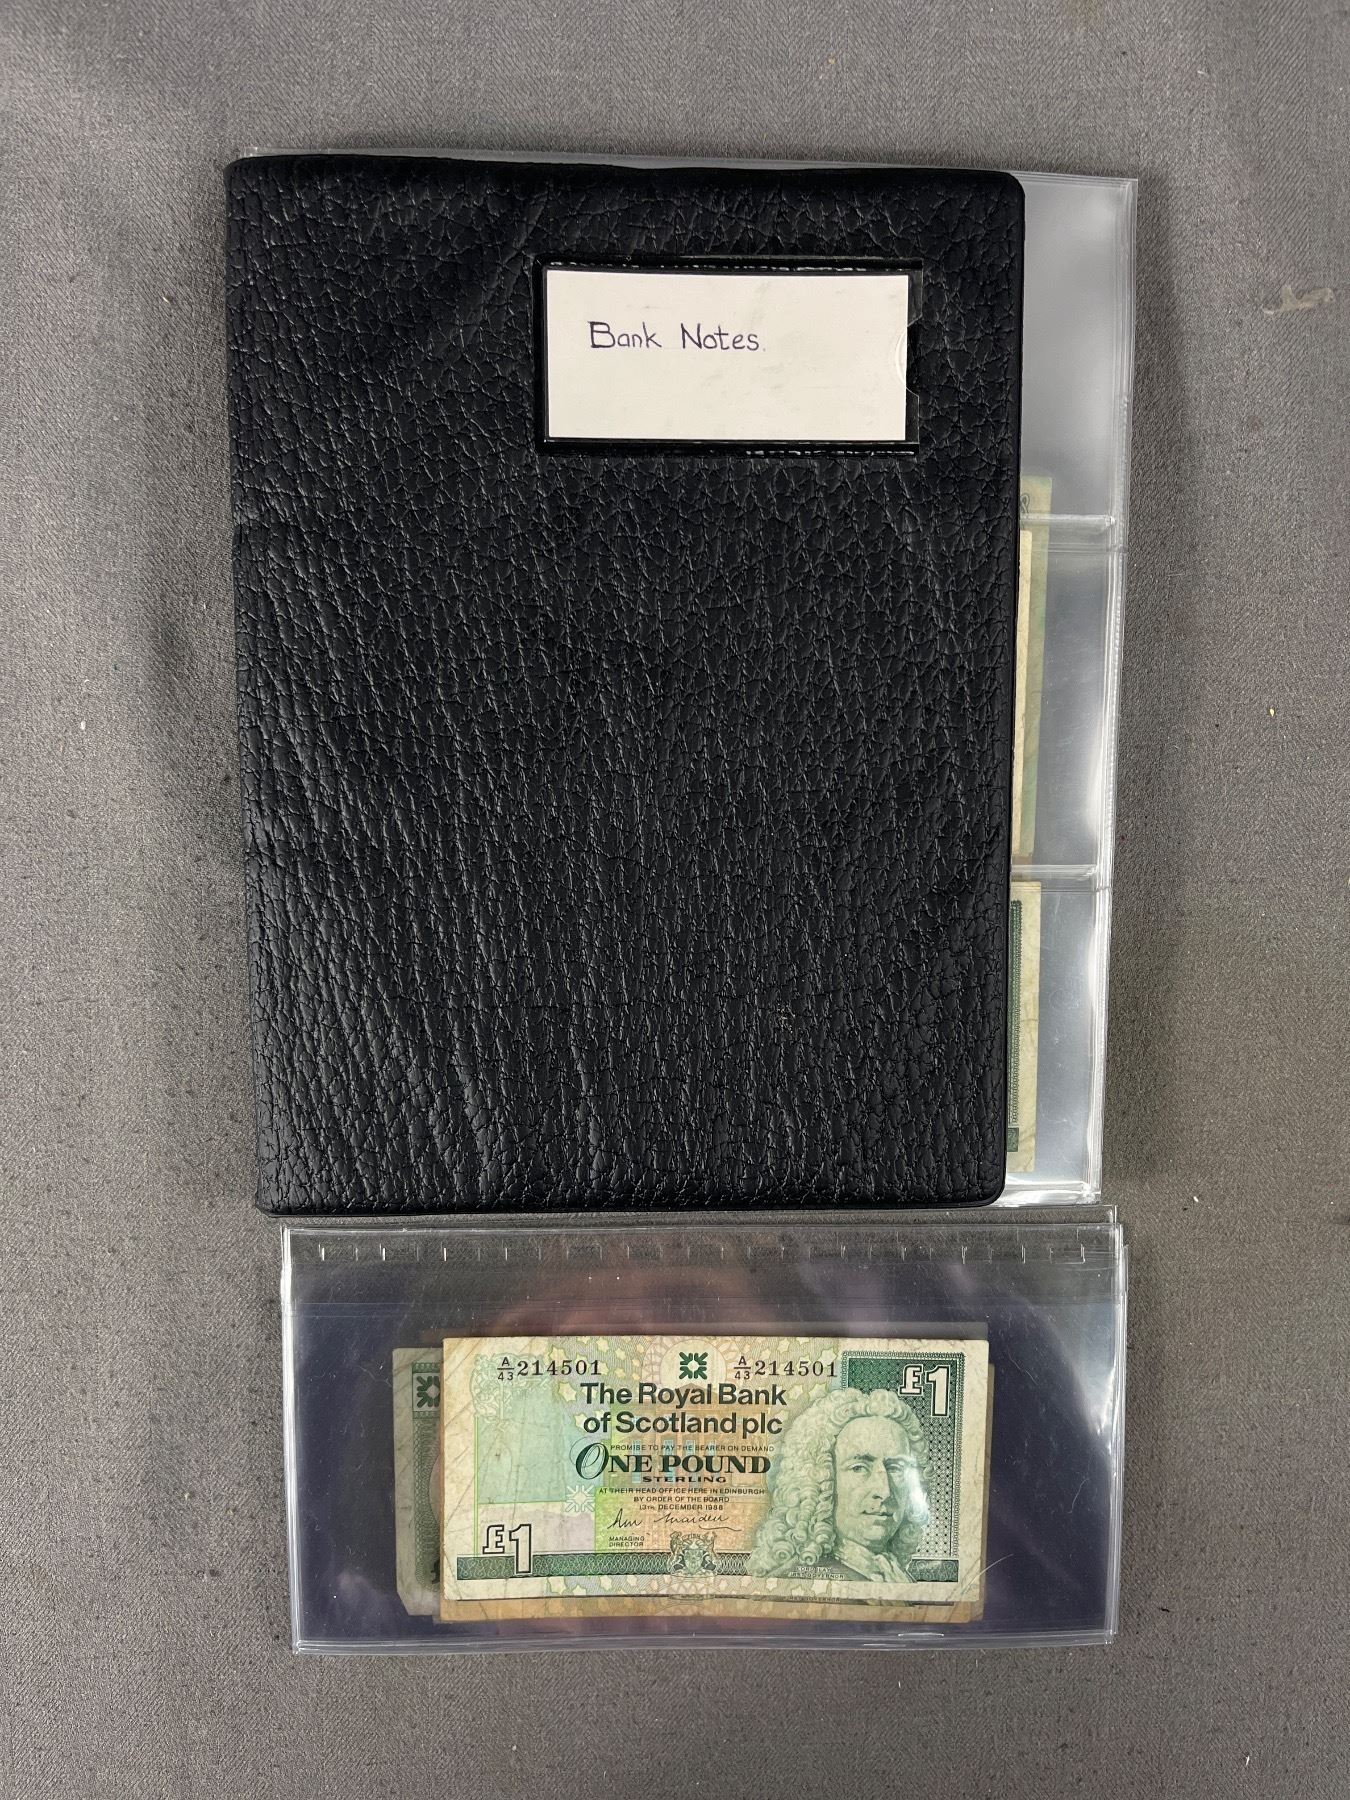 Bank Notes.
A/43 214501 A/43 214501
£1
The Royal Bank
of Scotland plc
PROMISE TO PAY THE BEARER ON DEMAND
ONE POUND
STERLING
AT THEIR HEAD OFFICE HERE IN EDINBURGH
BY ORDER OF THE BOARD
13TH DECEMBER 1988
MANAGING
DIRECTOR
£1